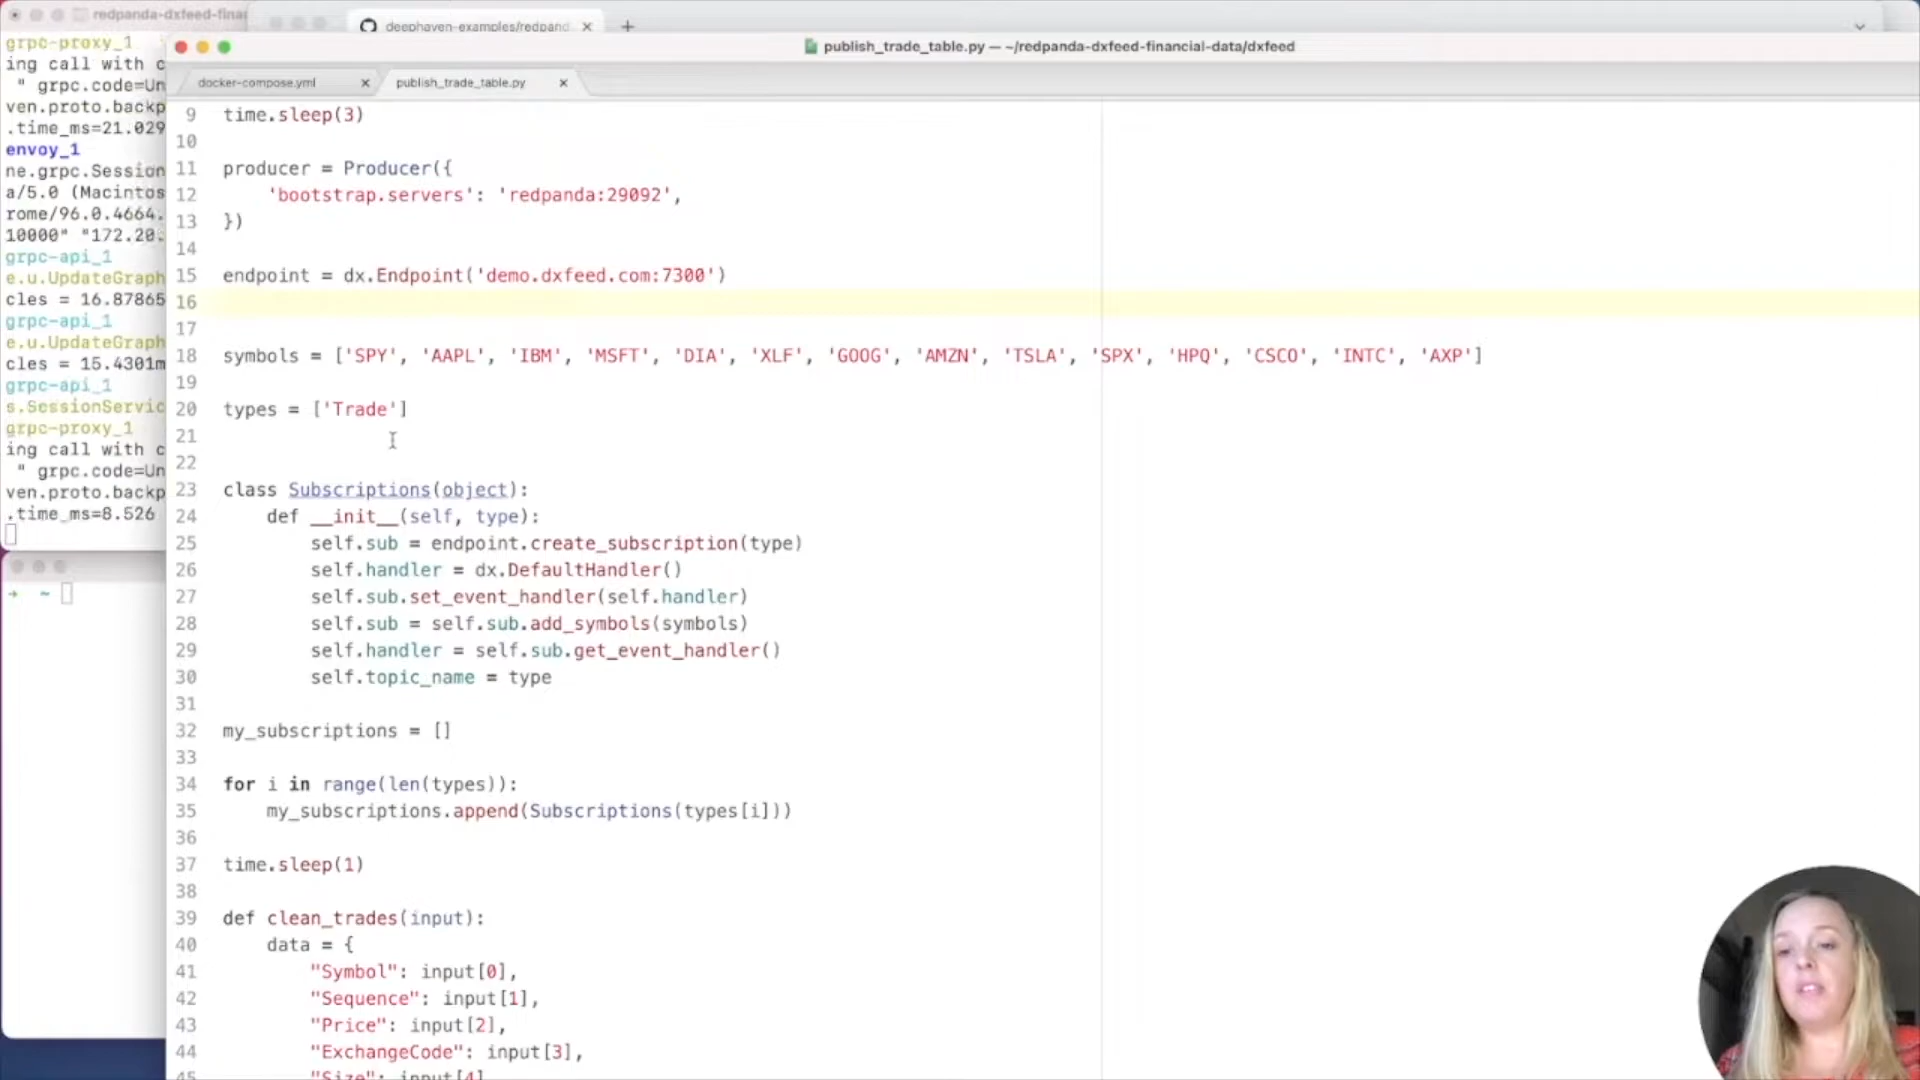 redpanda-dxfeed-finan
deephaven-examples/redpand
grpc-proxy_1
ing call with c
" grpc.code=Un
ven.proto.backp
.time_ms=21.029
envoy_1
ne.grpc.Session
a/5.0 (Macintos
rome/96.0.4664.
10000" "172.20.
grpc-api_1
e.u.UpdateGraph
cles = 16.87865
grpc-api_1
e.u.UpdateGraph
cles = 15.4301m
grpc-api_1
s.SessionServic
grpc-proxy_1
ing call with c
" grpc.code=Un
ven.proto.backp
.time_ms=8.526
→ ~
publish_trade_table.py — ~/redpanda-dxfeed-financial-data/dxfeed
docker-compose.yml
publish_trade_table.py
9 time.sleep(3)
10
11 producer = Producer({
12 'bootstrap.servers': 'redpanda:29092',
13 })
14
15 endpoint = dx.Endpoint('demo.dxfeed.com:7300')
16
17
18 symbols = ['SPY', 'AAPL', 'IBM', 'MSFT', 'DIA', 'XLF', 'GOOG', 'AMZN', 'TSLA', 'SPX', 'HPQ', 'CSCO', 'INTC', 'AXP']
19
20 types = ['Trade']
21
22
23 class Subscriptions(object):
24 def __init__(self, type):
25 self.sub = endpoint.create_subscription(type)
26 self.handler = dx.DefaultHandler()
27 self.sub.set_event_handler(self.handler)
28 self.sub = self.sub.add_symbols(symbols)
29 self.handler = self.sub.get_event_handler()
30 self.topic_name = type
31
32 my_subscriptions = []
33
34 for i in range(len(types)):
35 my_subscriptions.append(Subscriptions(types[i]))
36
37 time.sleep(1)
38
39 def clean_trades(input):
40 data = {
41 "Symbol": input[0],
42 "Sequence": input[1],
43 "Price": input[2],
44 "ExchangeCode": input[3],
45 "Size": input[4]